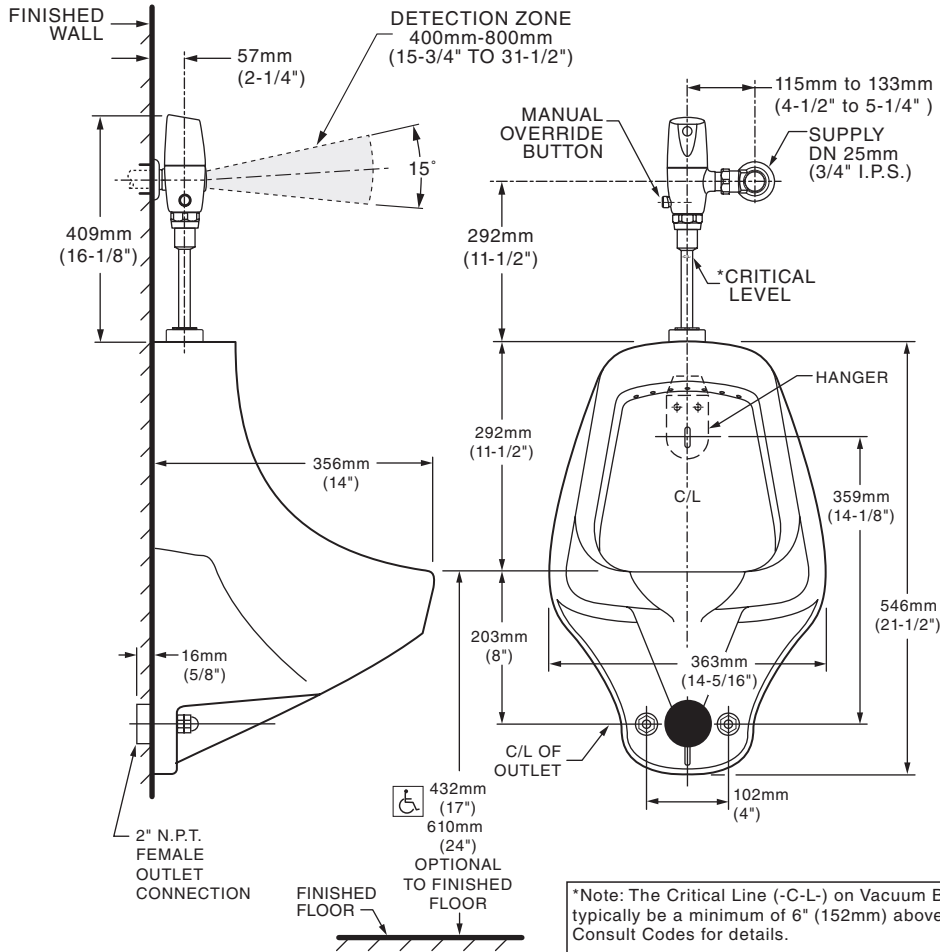 FINISHED
WALL
57mm
(2-1/4")
DETECTION ZONE
400mm-800mm
(15-3/4" TO 31-1/2")
15°
409mm
(16-1/8")
MANUAL
OVERRIDE
BUTTON
115mm to 133mm
(4-1/2" to 5-1/4" )
SUPPLY
DN 25mm
(3/4" I.P.S.)
292mm
(11-1/2")
*CRITICAL
LEVEL
HANGER
292mm
(11-1/2")
356mm
(14")
C/L
359mm
(14-1/8")
546mm
(21-1/2")
203mm
(8")
363mm
(14-5/16")
16mm
(5/8")
C/L OF
OUTLET
102mm
(4")
2" N.P.T.
FEMALE
OUTLET
CONNECTION
432mm
(17")
610mm
(24")
OPTIONAL
TO FINISHED
FLOOR
FINISHED
FLOOR
*Note: The Critical Line (-C-L-) on Vacuum
typically be a minimum of 6" (152mm) above
Consult Codes for details.